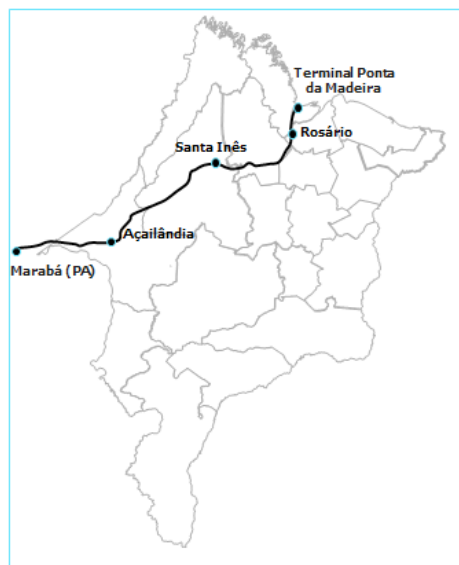 Terminal Ponta
da Madeira
Rosário
Santa Inês
Açailândia
Marabá (PA)